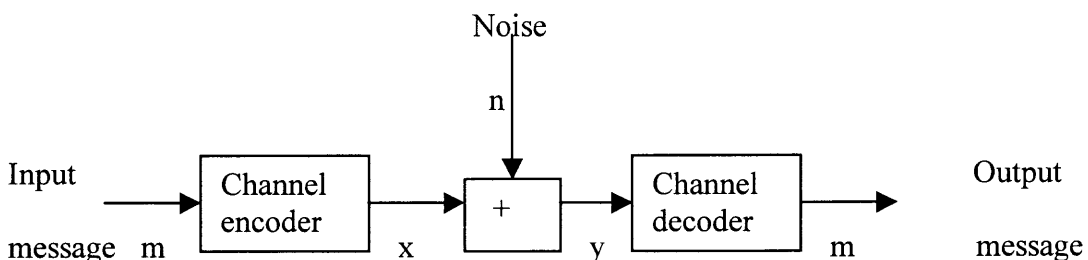 Noise
n
Input
message m
Channel
encoder
x
+
y
Channel
decoder
m
Output
message